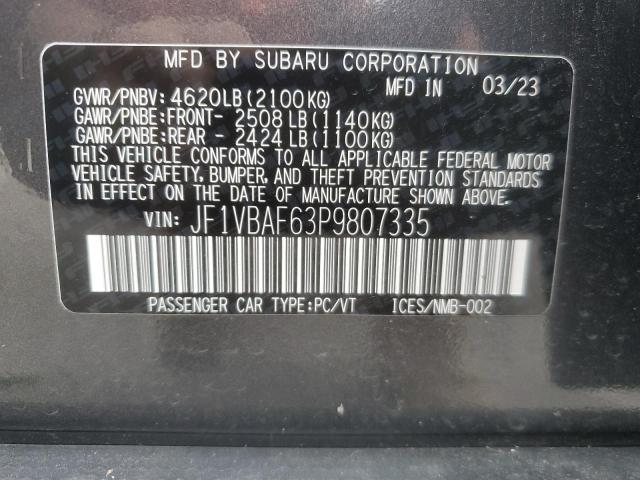 MFD BY SUBARU CORPORATION
MFD IN 03/23
GVWR/PNBV: 4620LB(2100KG)
GAWR/PNBE:FRONT- 2508 LB(1140KG)
GAWR/PNBE:REAR - 2424 LB(1100KG)
THIS VEHICLE CONFORMS TO ALL APPLICABLE FEDERAL MOTOR
VEHICLE SAFETY, BUMPER, AND THEFT PREVENTION STANDARDS
IN EFFECT ON THE DATE OF MANUFACTURE SHOWN ABOVE.
VIN: JF1VBAF63P9807335
PASSENGER CAR TYPE:PC/VT ICES/NMB-002